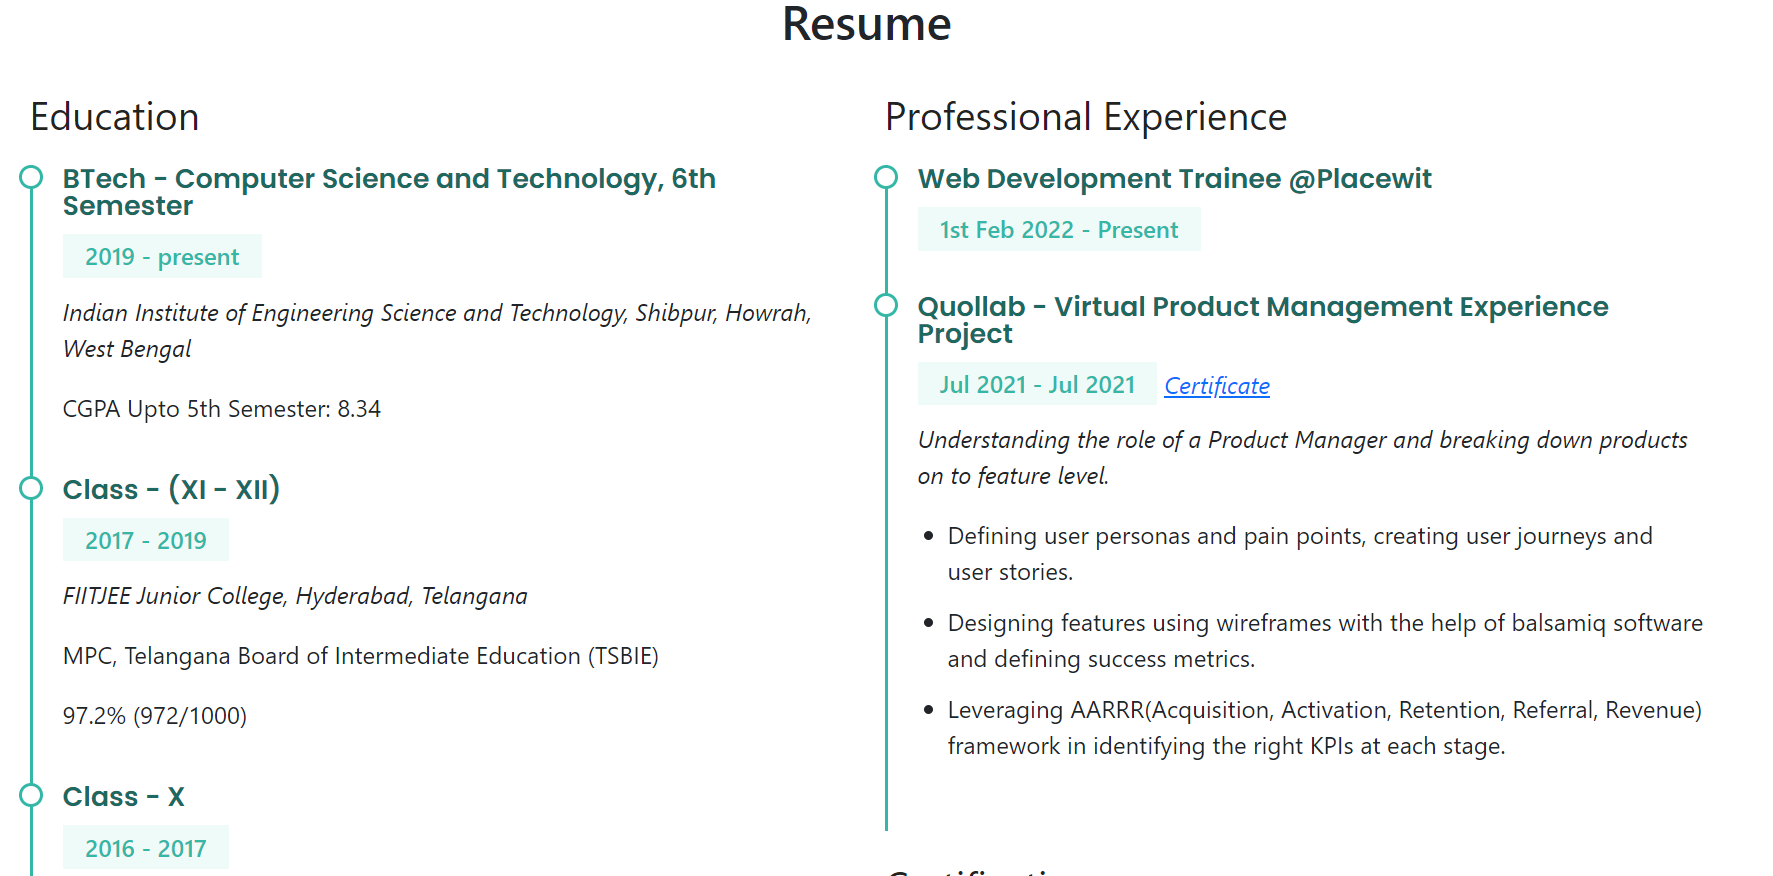 Resume
Education
BTech - Computer Science and Technology, 6th
Semester
2019 - present
Indian Institute of Engineering Science and Technology, Shibpur, Howrah,
West Bengal
CGPA Upto 5th Semester: 8.34
Class - (XI - XII)
2017 - 2019
FIITJEE Junior College, Hyderabad, Telangana
MPC, Telangana Board of Intermediate Education (TSBIE)
97.2% (972/1000)
Class - X
2016 - 2017
Professional Experience
Web Development Trainee @Placewit
1st Feb 2022 - Present
Quollab - Virtual Product Management Experience
Project
Jul 2021 - Jul 2021 Certificate
Understanding the role of a Product Manager and breaking down products
on to feature level.
• Defining user personas and pain points, creating user journeys and
user stories.
• Designing features using wireframes with the help of balsamiq software
and defining success metrics.
• Leveraging AARRR(Acquisition, Activation, Retention, Referral, Revenue)
framework in identifying the right KPIs at each stage.